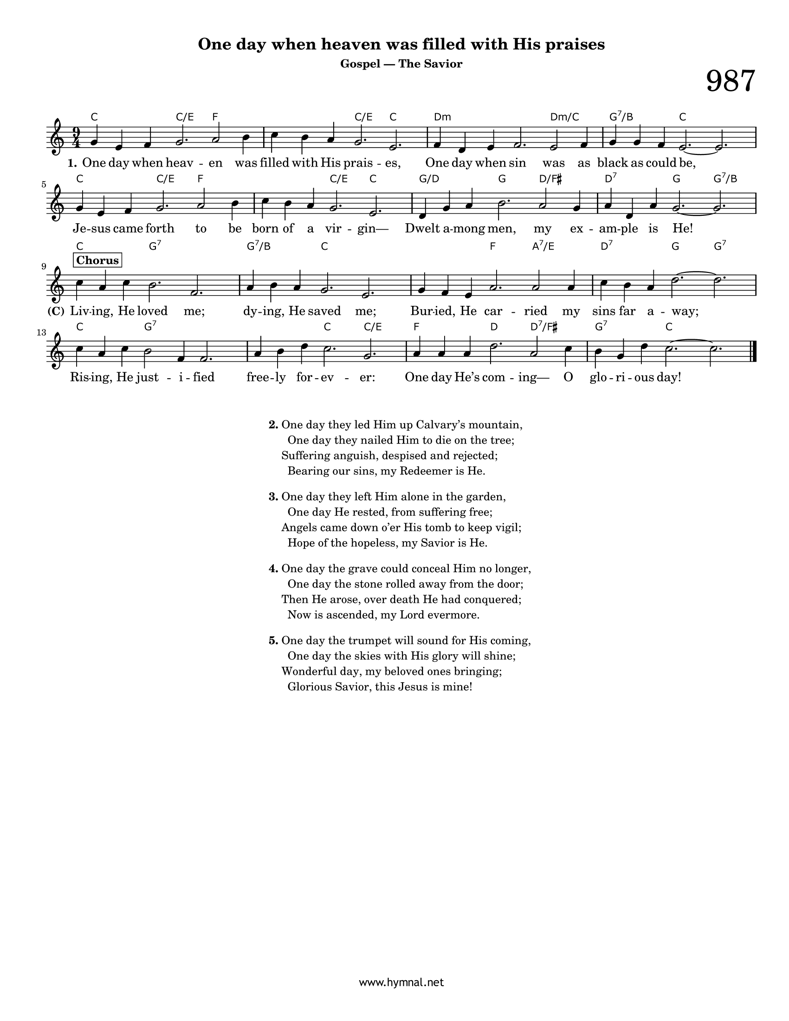 One day when heaven was filled with His praises
Gospel — The Savior
987
C C/E F C/E C Dm Dm/C G7/B C
9
4
1. One day when heav - en was filled with His prais - es, One day when sin was as black as could be,
5
C C/E F C/E C G/D G D/F♯ D7 G G7/B
Je-sus came forth to be born of a vir - gin— Dwelt a-mong men, my ex - am-ple is He!
C G7 G7/B C F A7/E D7 G G7
9
Chorus
(C) Liv-ing, He loved me; dy-ing, He saved me; Bur-ied, He car - ried my sins far a - way;
13
C G7 C C/E F D D7/F♯ G7 C
Ris-ing, He just - i - fied free-ly for-ev - er: One day He's com - ing— O glo - ri - ous day!
2. One day they led Him up Calvary's mountain,
One day they nailed Him to die on the tree;
Suffering anguish, despised and rejected;
Bearing our sins, my Redeemer is He.
3. One day they left Him alone in the garden,
One day He rested, from suffering free;
Angels came down o'er His tomb to keep vigil;
Hope of the hopeless, my Savior is He.
4. One day the grave could conceal Him no longer,
One day the stone rolled away from the door;
Then He arose, over death He had conquered;
Now is ascended, my Lord evermore.
5. One day the trumpet will sound for His coming,
One day the skies with His glory will shine;
Wonderful day, my beloved ones bringing;
Glorious Savior, this Jesus is mine!
www.hymnal.net